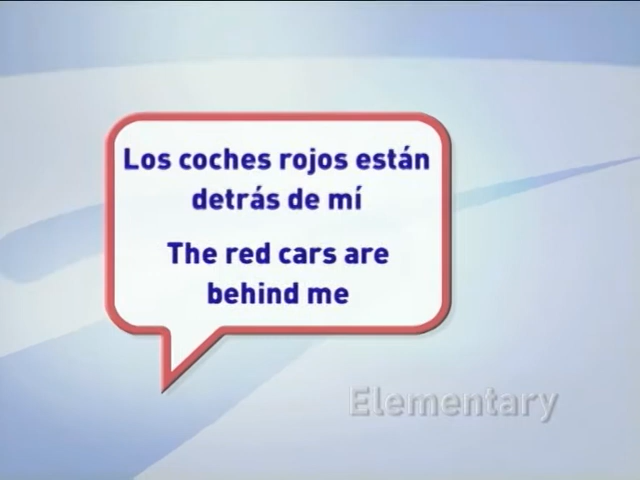 Los coches rojos están
detrás de mí
The red cars are
behind me
Elementary